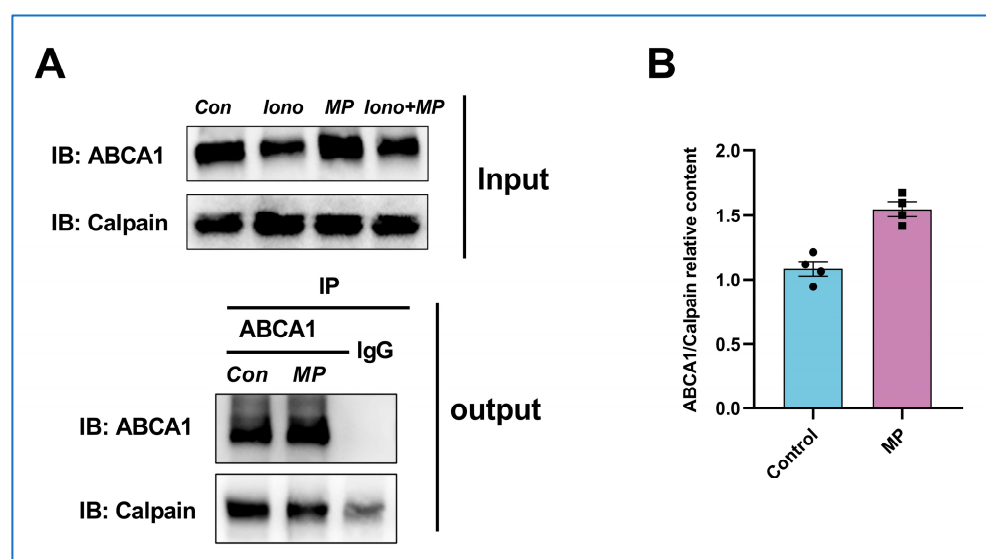 A
Con Iono MP Iono+MP
IB: ABCA1
Input
IB: Calpain
IP
ABCA1
IgG
Con MP
IB: ABCA1
output
IB: Calpain
B
ABCA1/Calpain relative content
2.0
1.5
1.0
0.5
0.0
Control
MP